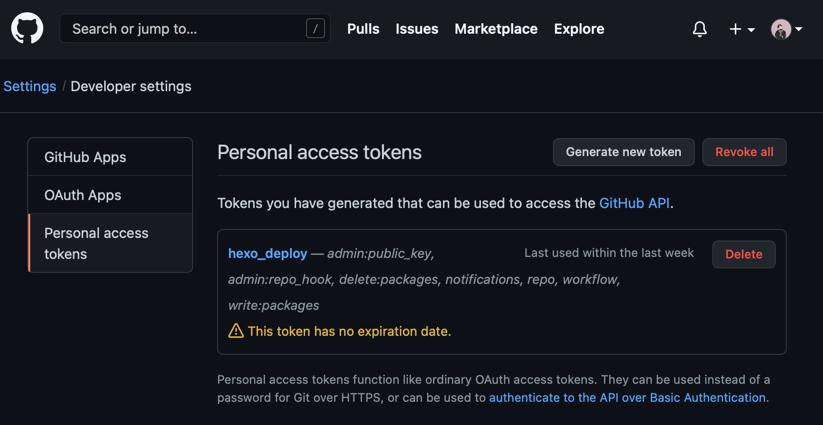 Search or jump to... / Pulls Issues Marketplace Explore
Settings / Developer settings
GitHub Apps
OAuth Apps
Personal access
tokens
Personal access tokens Generate new token Revoke all
Tokens you have generated that can be used to access the GitHub API.
hexo_deploy — admin:public_key, Last used within the last week Delete
admin:repo_hook, delete:packages, notifications, repo, workflow,
write:packages
This token has no expiration date.
Personal access tokens function like ordinary OAuth access tokens. They can be used instead of a
password for Git over HTTPS, or can be used to authenticate to the API over Basic Authentication.